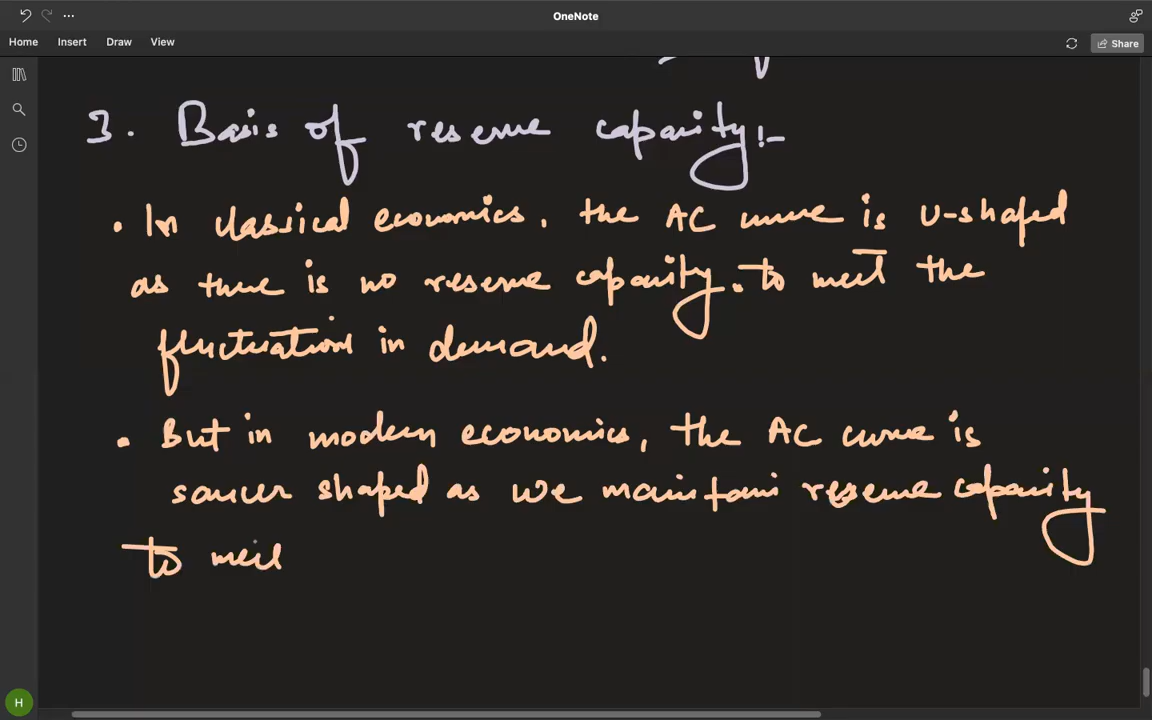 OneNote
Home Insert Draw View Share
3. Basis of reserve capacity:-
• In classical economics, the AC curve is U-shaped
as there is no reserve capacity. to meet the
fluctuations in demand.
• But in modern economics, the AC curve is
saucer shaped as we maintain reserve capacity
to meet
H